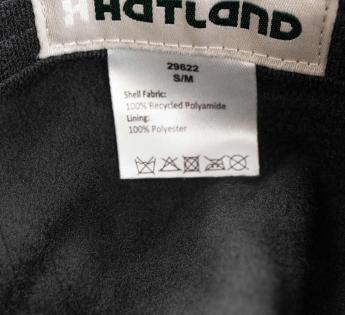 HATLAND
29622
S/M
Shell Fabric:
100% Recycled Polyamide
Lining:
100% Polyester